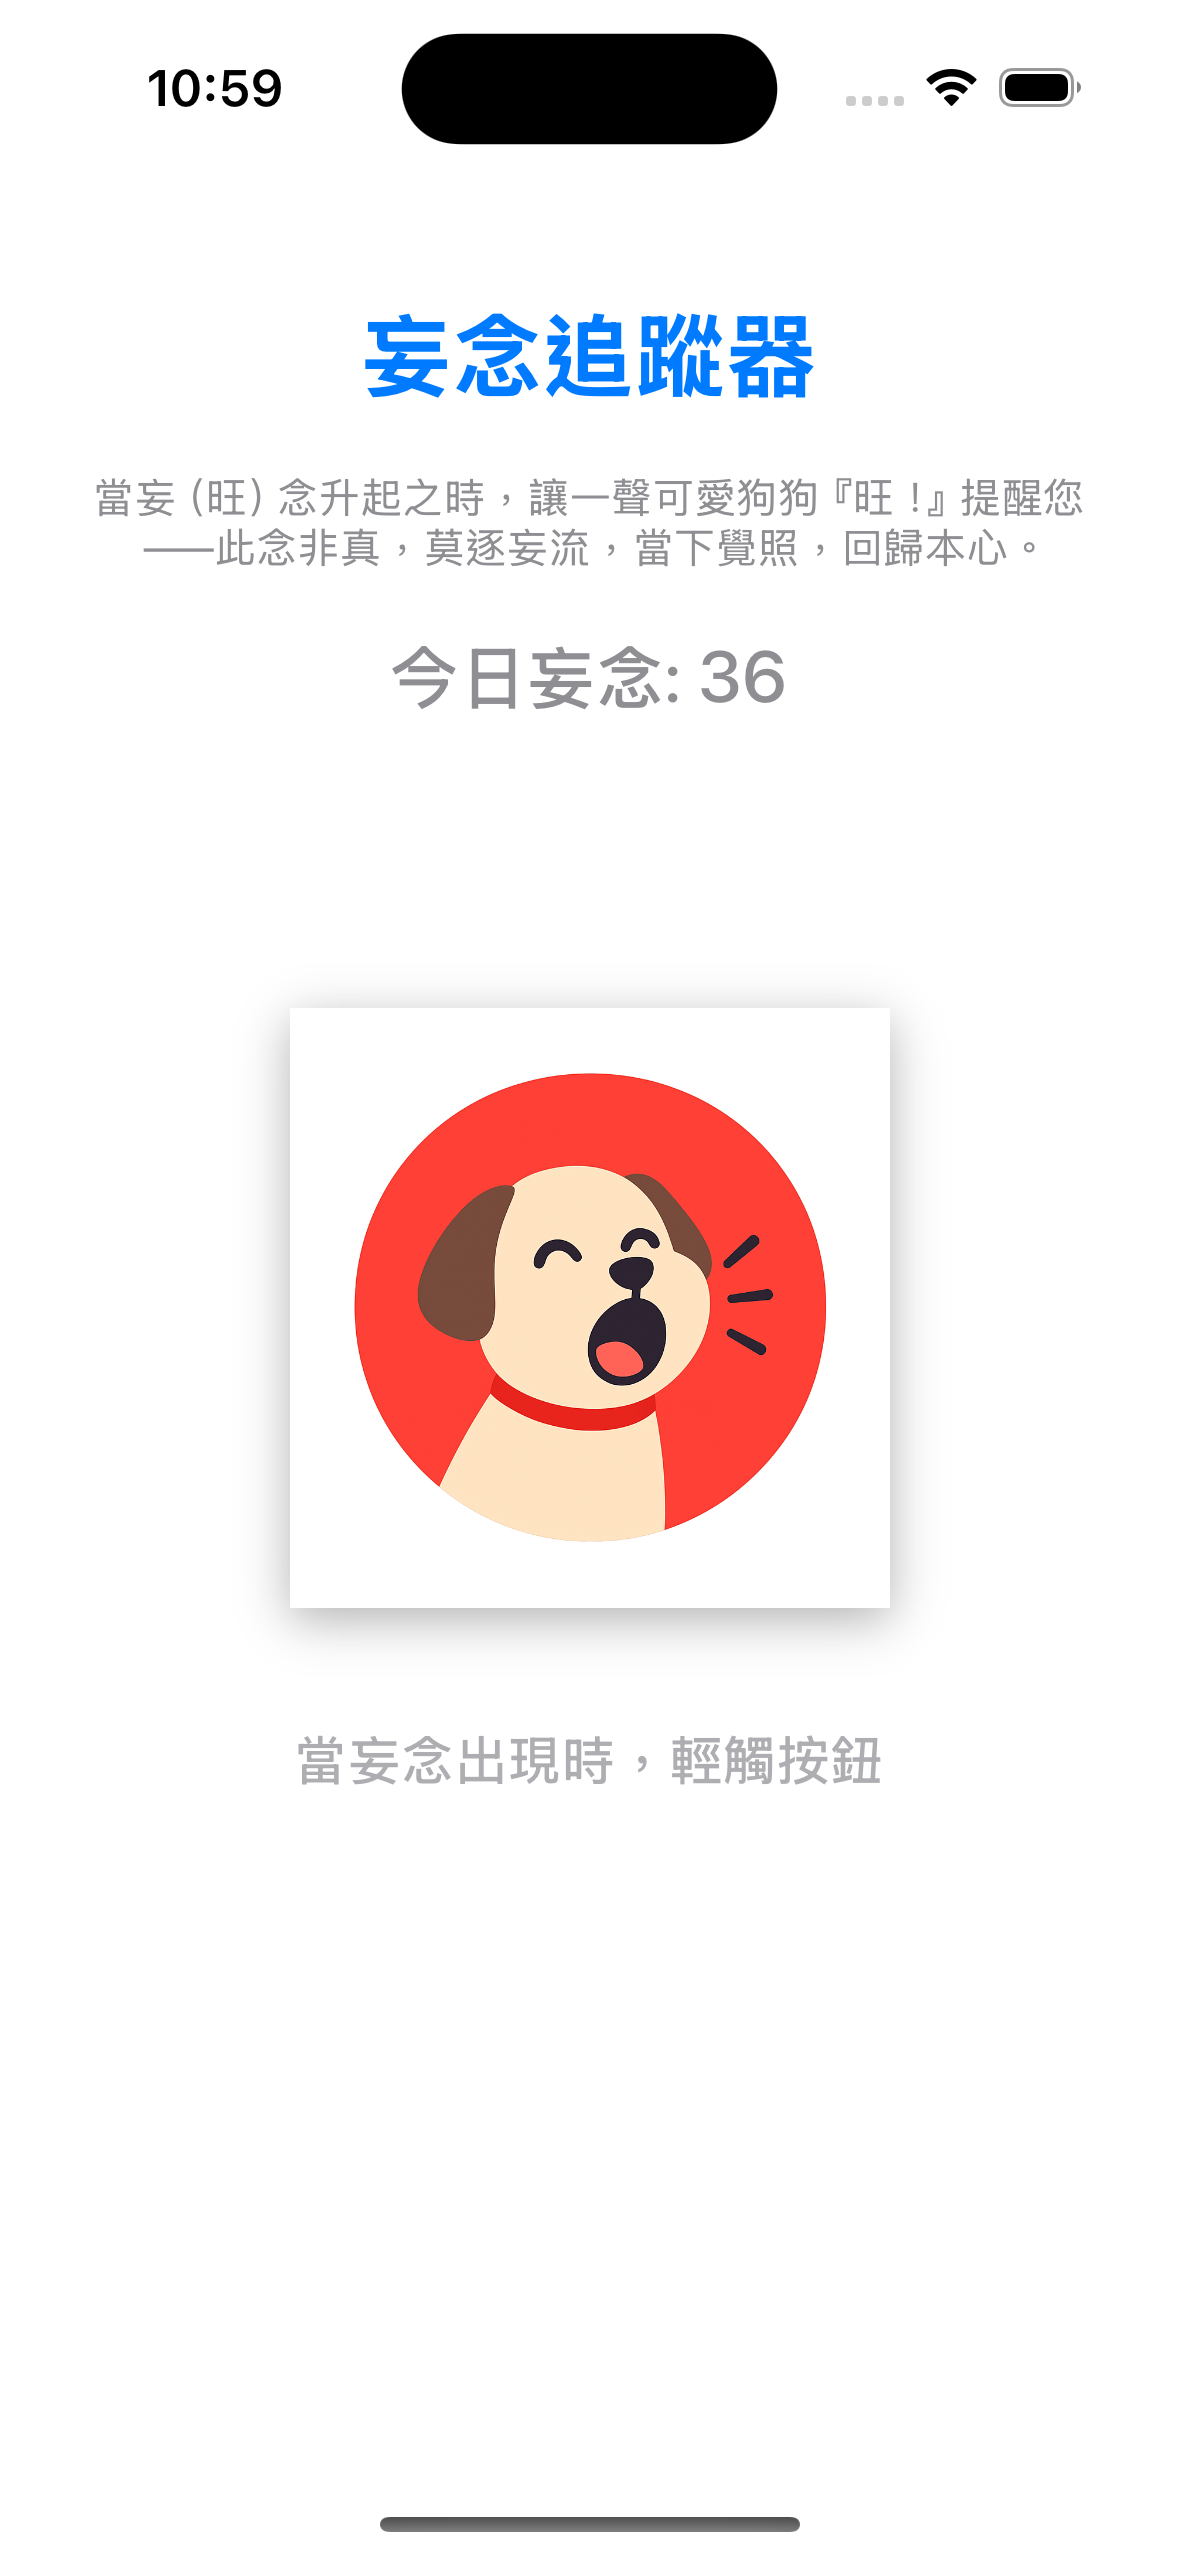 10:59
妄念追蹤器
當妄 (旺) 念升起之時，讓一聲可愛狗狗『旺！』提醒您
——此念非真，莫逐妄流，當下覺照，回歸本心。
今日妄念: 36
當妄念出現時，輕觸按鈕